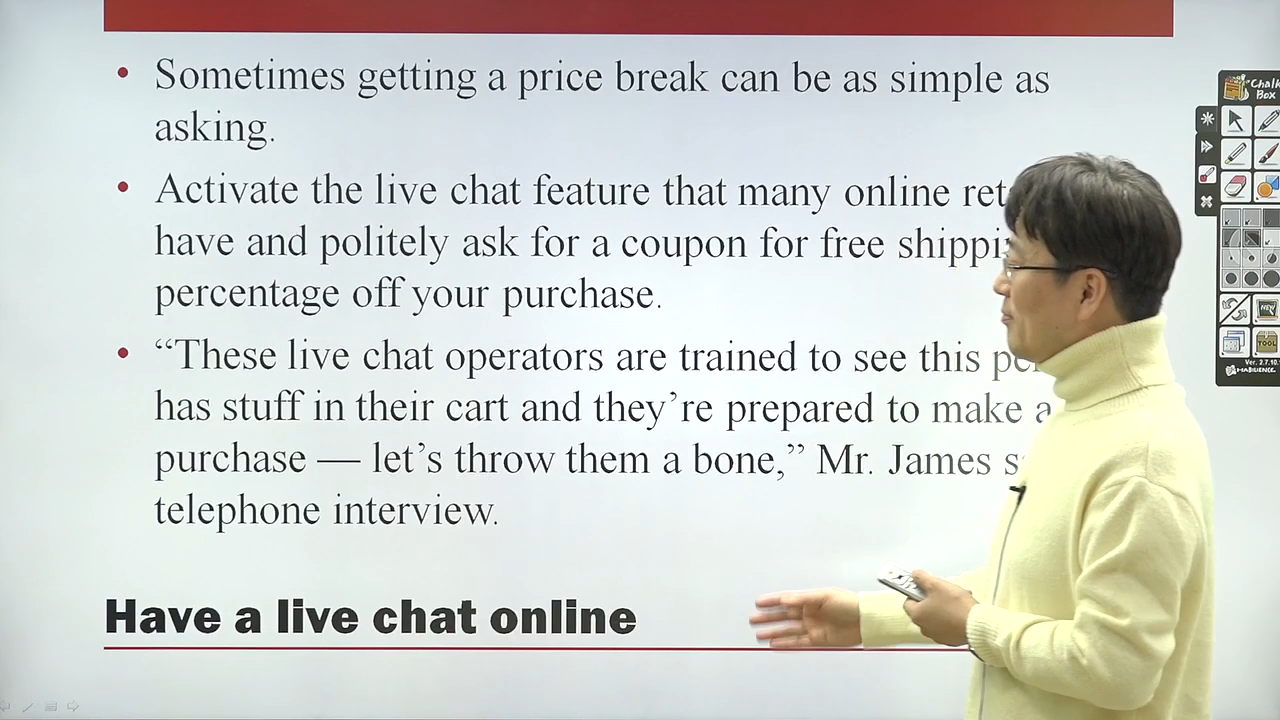 Sometimes getting a price break can be as simple as
asking.
Activate the live chat feature that many online
have and politely ask for a coupon for free
percentage off your purchase.
“These live chat operators are trained to see this
has stuff in their cart and they’re prepared to make a
purchase — let’s throw them a bone,” Mr. James
telephone interview.
Have a live chat online
Chalk
Box
NEW
TOOL